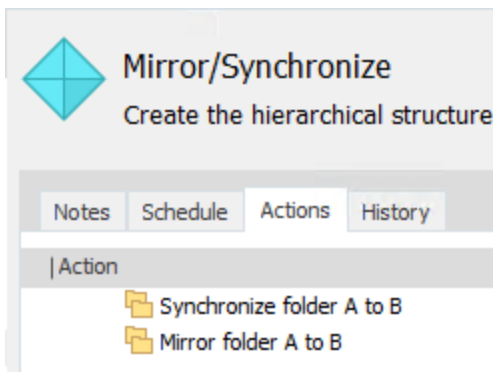 Mirror/Synchronize
Create the hierarchical structure
Notes Schedule Actions History
|Action
Synchronize folder A to B
Mirror folder A to B